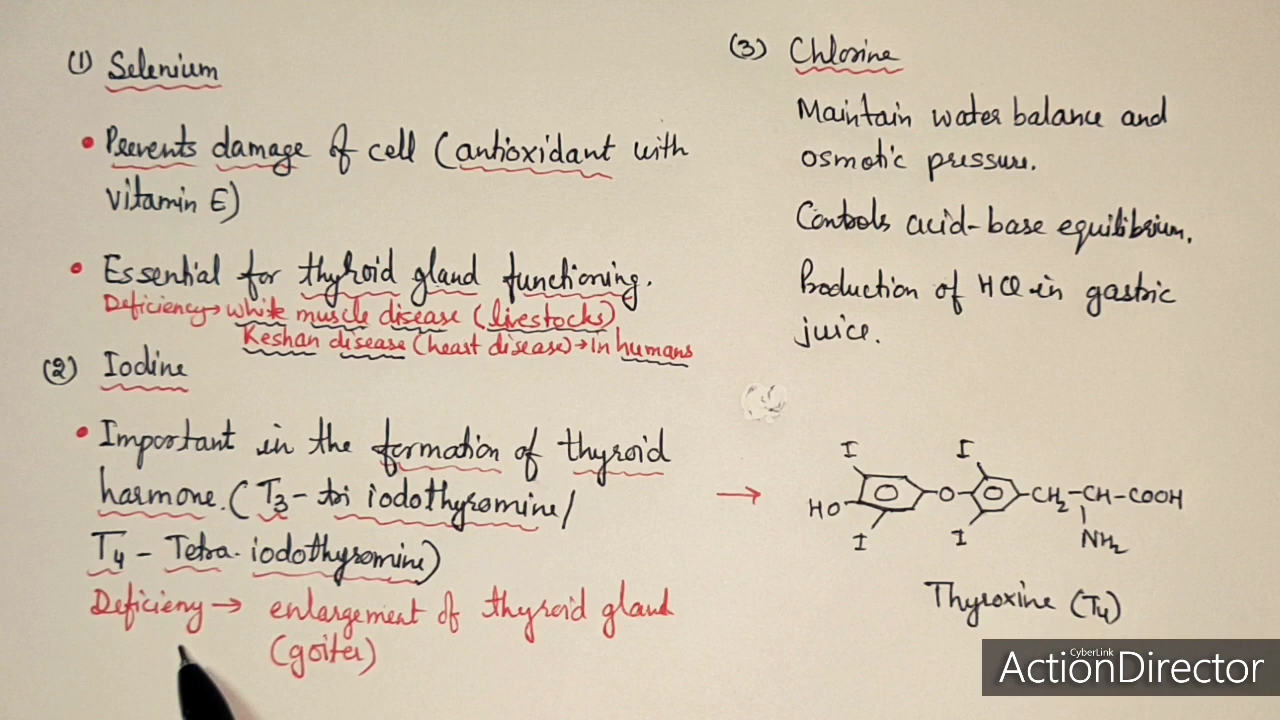 (1) Selenium
• Prevents damage of cell (antioxidant with
vitamin E)
• Essential for thyroid gland functioning.
Deficiency → white muscle disease (livestocks)
Keshan disease (heart disease) → in humans
(2) Iodine
• Important in the formation of thyroid
harmone. (T3 - tri iodothyromine/
T4 - Tetra-iodothyromine)
Deficieny → enlargement of thyroid gland
(goiter)
(3) Chlorine
Maintain water balance and
osmotic pressure.
Controls acid-base equilibrium.
Production of HCl in gastric
juice.
→
I I
HO O CH2-CH-COOH
I I NH2
Thyroxine (T4)
CyberLink
ActionDirector